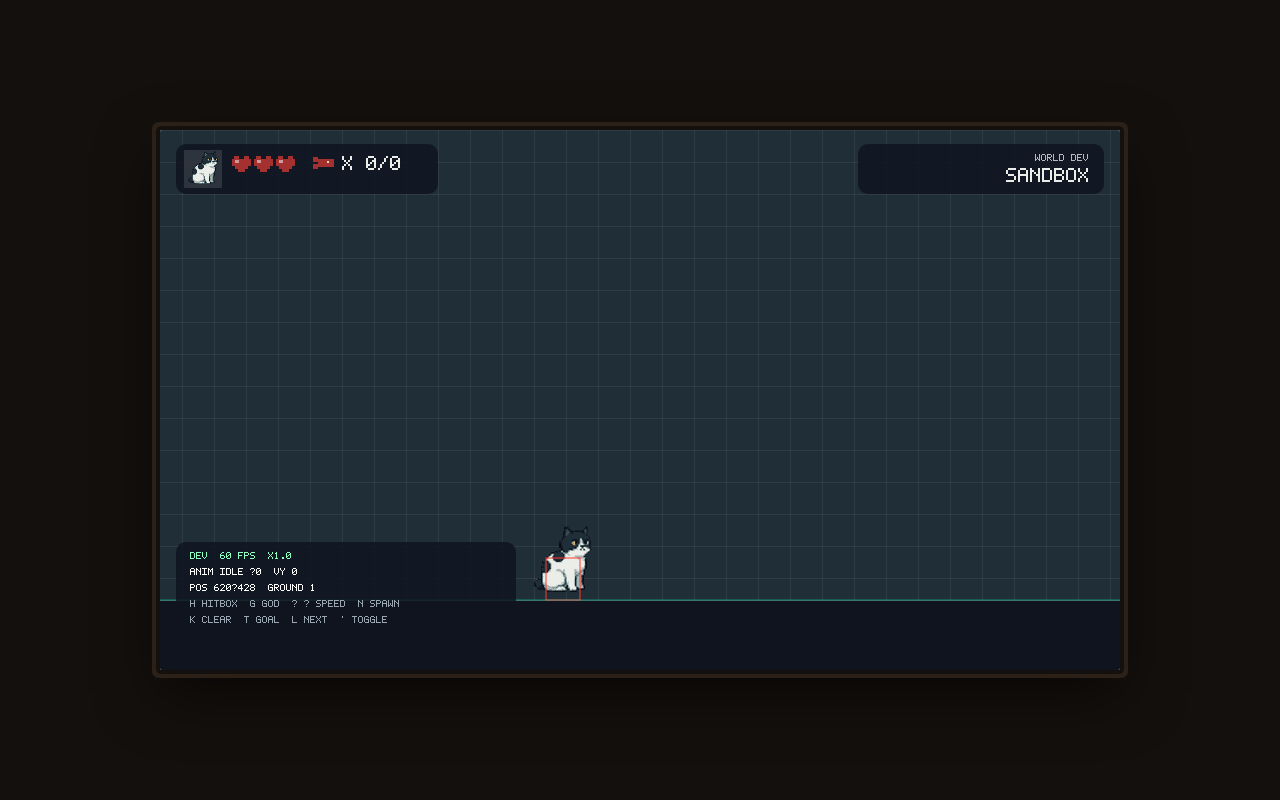 X 0/0
WORLD DEV
SANDBOX
DEV 60 FPS X1.0
ANIM IDLE ?0 VY 0
POS 620?428 GROUND 1
H HITBOX G GOD ? ? SPEED N SPAWN
K CLEAR T GOAL L NEXT ` TOGGLE